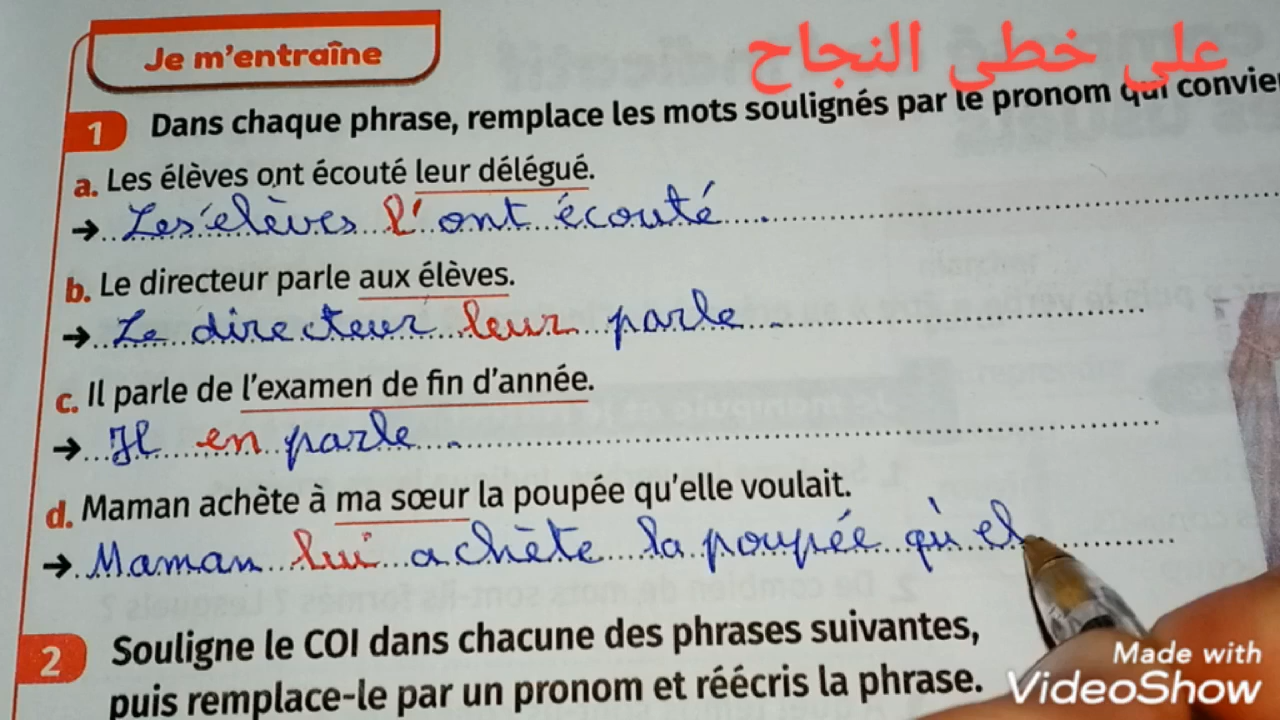 على خطى النجاح
Je m'entraîne
1 Dans chaque phrase, remplace les mots soulignés par le pronom qui convie
a. Les élèves ont écouté leur délégué.
→ Les élèves l'ont écouté
b. Le directeur parle aux élèves.
→ Le directeur leur parle
c. Il parle de l'examen de fin d'année.
→ Il en parle
d. Maman achète à ma sœur la poupée qu'elle voulait.
→ Maman lui achète la poupée qu'el
2 Souligne le COI dans chacune des phrases suivantes,
puis remplace-le par un pronom et réécris la phrase.
Made with
VideoShow